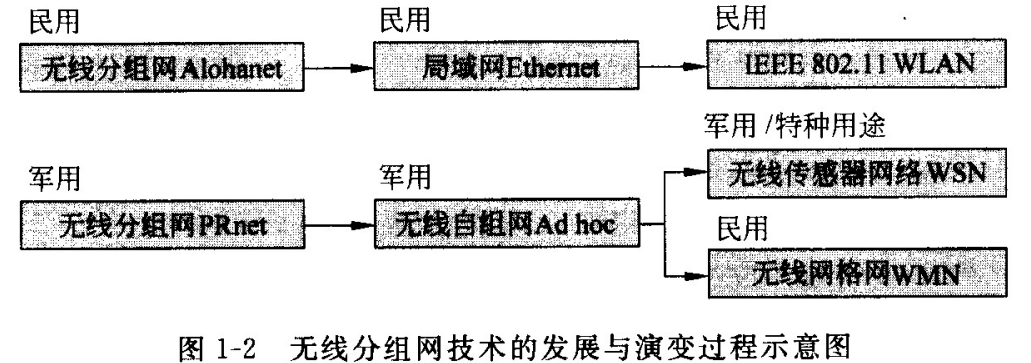 民用 民用 民用
无线分组网Alohanet 局域网Ethernet IEEE 802.11 WLAN
军用/特种用途
军用 军用 无线传感器网络WSN
无线分组网PRnet 无线自组网Ad hoc
民用
无线网格网WMN
图 1-2 无线分组网技术的发展与演变过程示意图